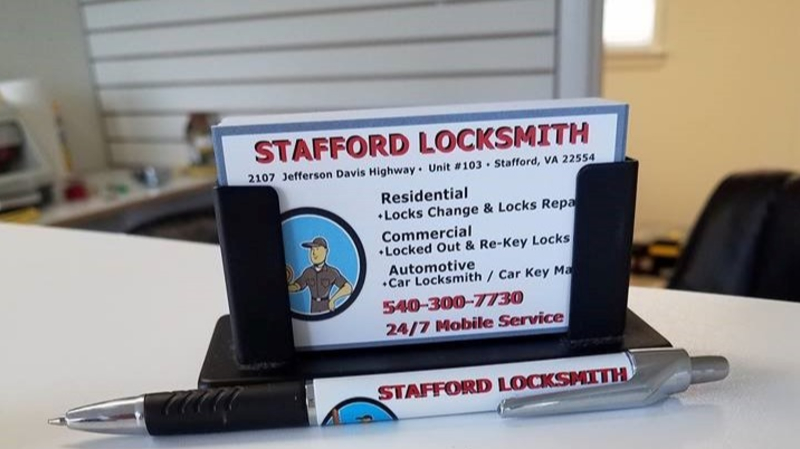 STAFFORD LOCKSMITH
2107 Jefferson Davis Highway • Unit #103 • Stafford, VA 22554
Residential
•Locks Change & Locks Repa
Commercial
•Locked Out & Re-Key Locks
Automotive
•Car Locksmith / Car Key Ma
540-300-7730
24/7 Mobile Service
STAFFORD LOCKSMITH